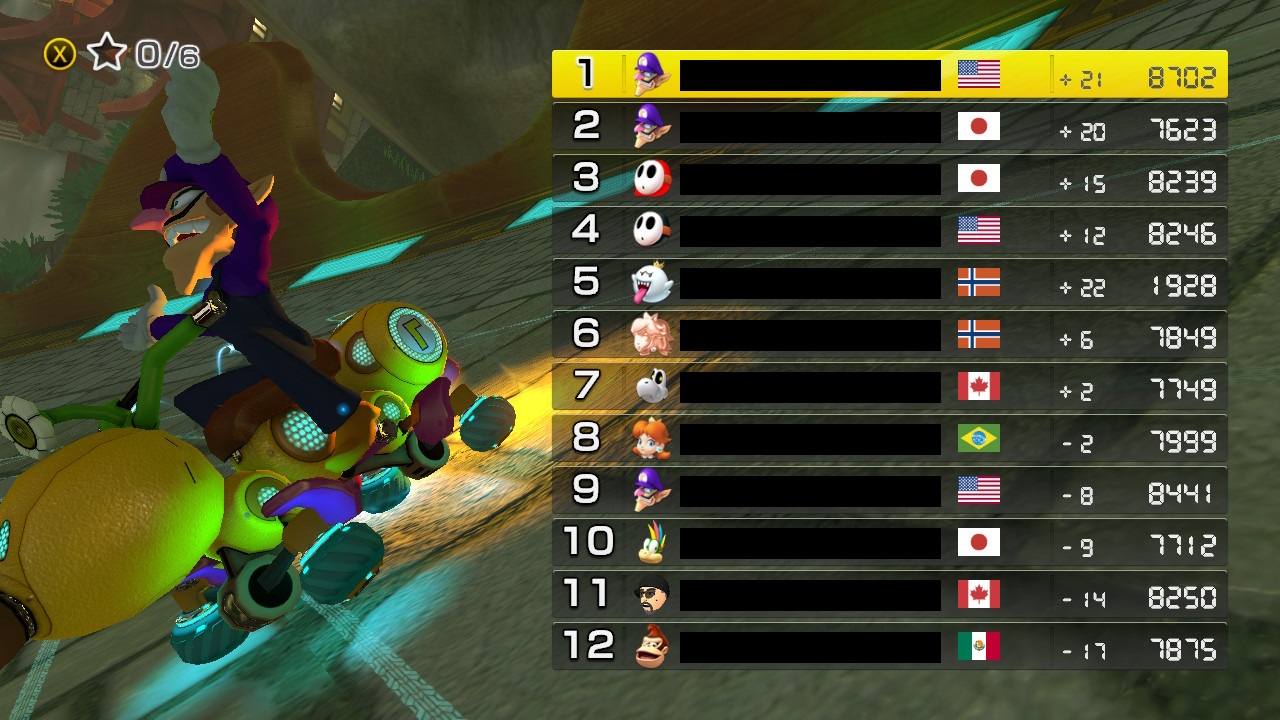 X 0/6
1 + 21 8702
2 + 20 7623
3 + 15 8239
4 + 12 8246
5 + 22 1928
6 + 6 7849
7 + 2 7749
8 - 2 7999
9 - 8 8441
10 - 9 7712
11 - 14 8250
12 - 17 7875